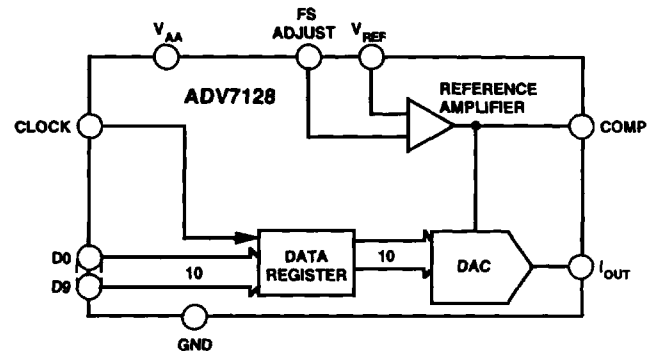 FS
ADJUST
VAA
VREF
ADV7128
REFERENCE
AMPLIFIER
CLOCK
COMP
D0
D9
10
DATA
REGISTER
10
DAC
IOUT
GND